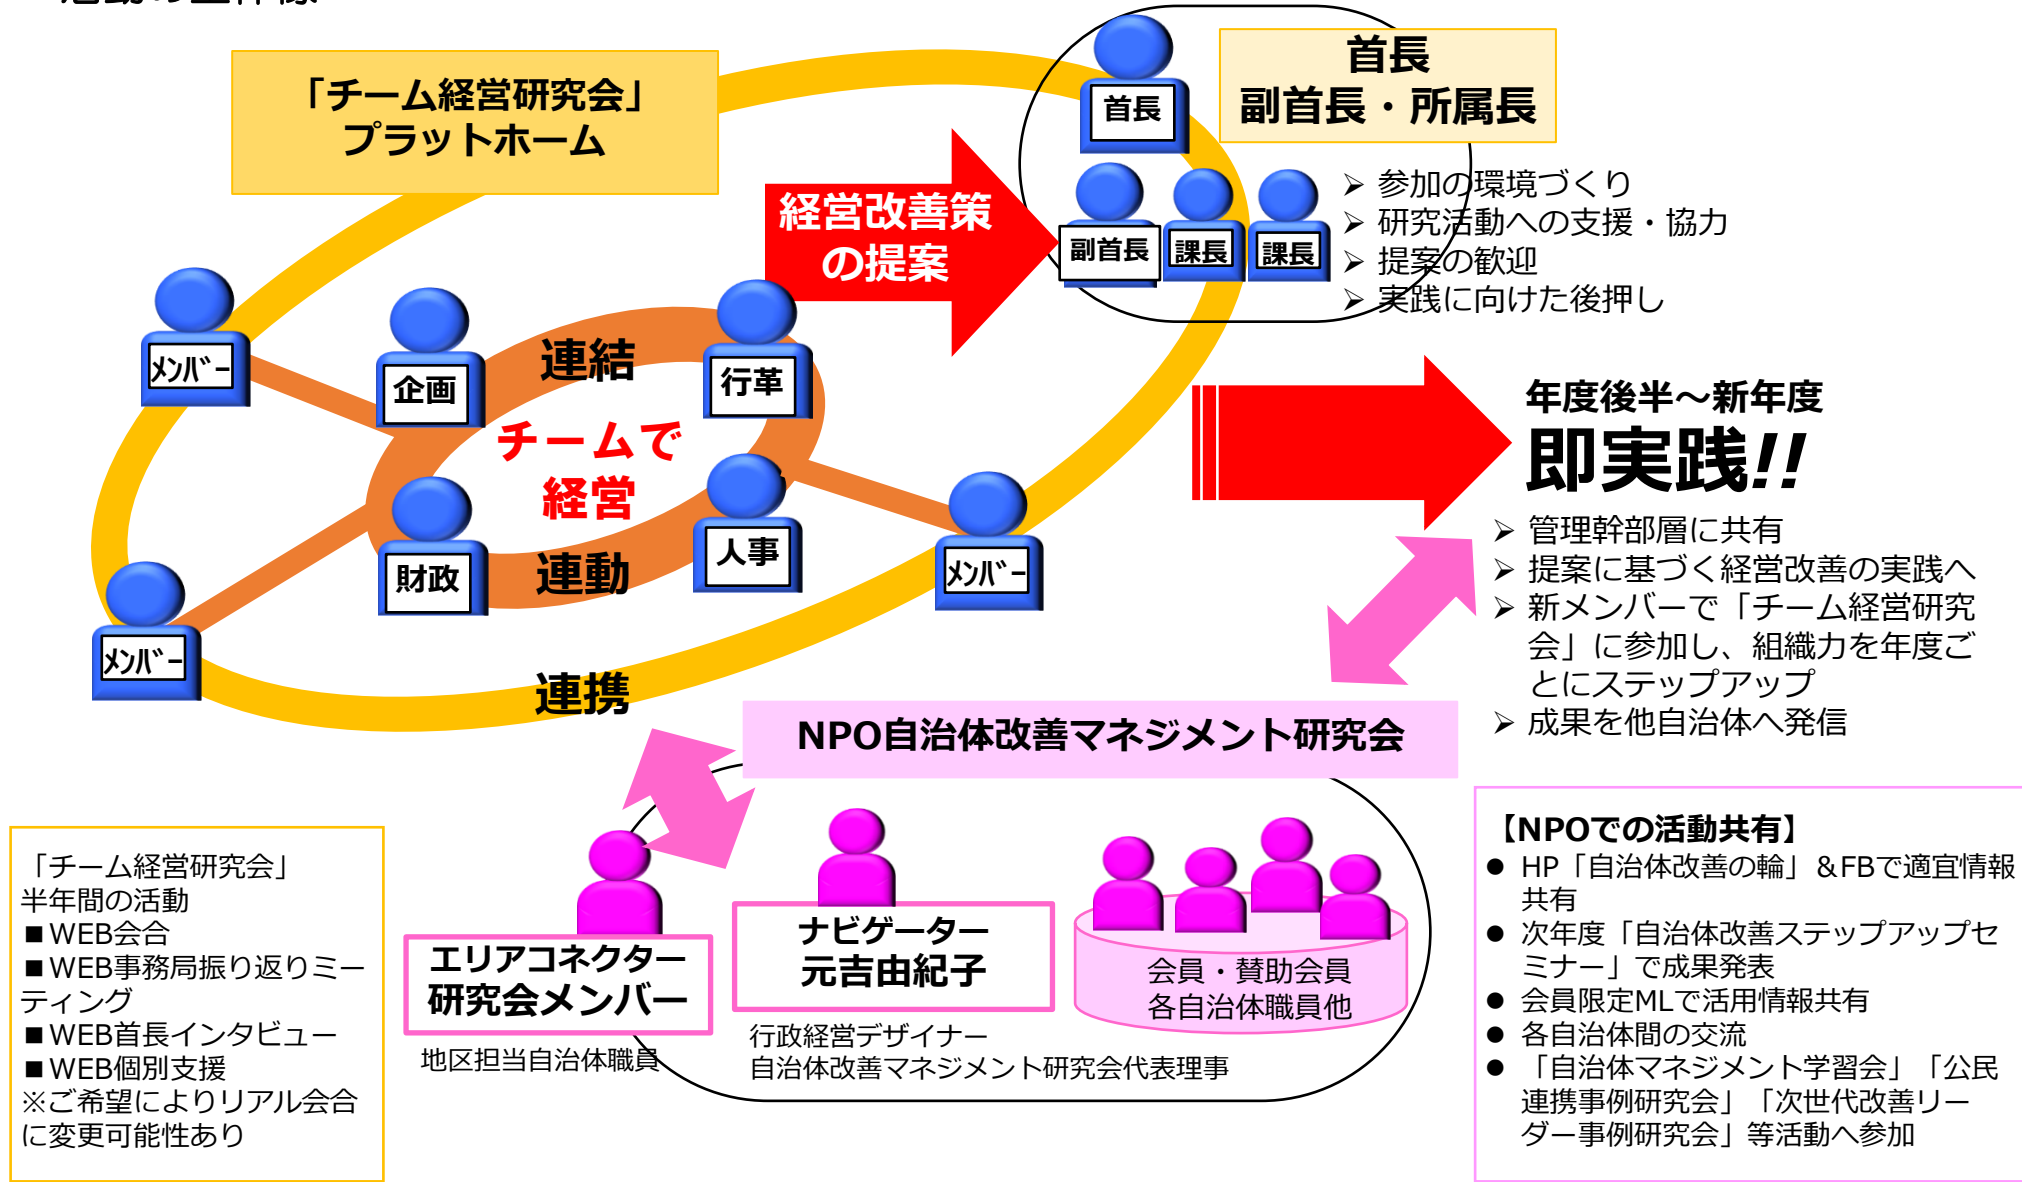 「チーム経営研究会」
プラットホーム
首長
首長
副首長・所属長
経営改善策
の提案
副首長
課長
課長
➢ 参加の環境づくり
➢ 研究活動への支援・協力
➢ 提案の歓迎
➢ 実践に向けた後押し
メンバー
企画
連結
行革
チームで
経営
財政
連動
人事
メンバー
メンバー
連携
年度後半～新年度
即実践!!
➢ 管理幹部層に共有
➢ 提案に基づく経営改善の実践へ
➢ 新メンバーで「チーム経営研究
会」に参加し、組織力を年度ご
とにステップアップ
➢ 成果を他自治体へ発信
NPO自治体改善マネジメント研究会
「チーム経営研究会」
半年間の活動
■WEB会合
■WEB事務局振り返りミー
ティング
■WEB首長インタビュー
■WEB個別支援
※ご希望によりリアル会合
に変更可能性あり
エリアコネクター
研究会メンバー
地区担当自治体職員
ナビゲーター
元吉由紀子
行政経営デザイナー
自治体改善マネジメント研究会代表理事
会員・賛助会員
各自治体職員他
【NPOでの活動共有】
● HP「自治体改善の輪」＆FBで適宜情報
共有
● 次年度「自治体改善ステップアップセ
ミナー」で成果発表
● 会員限定MLで活用情報共有
● 各自治体間の交流
● 「自治体マネジメント学習会」「公民
連携事例研究会」「次世代改善リー
ダー事例研究会」等活動へ参加